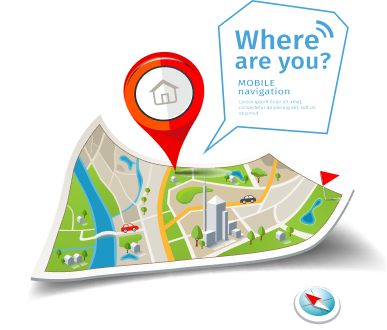 Where
are you?
MOBILE
navigation
Lorem ipsum dolor sit amet,
consectetur adipiscing elit, sed do
eiusmod